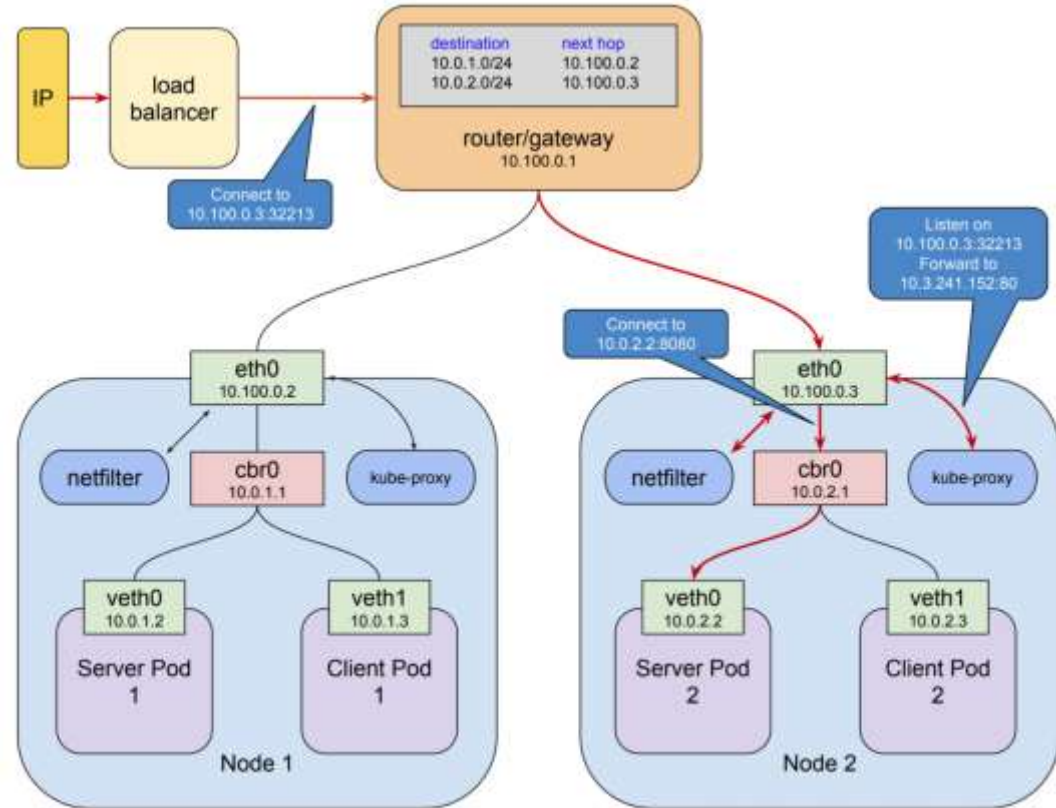 IP
load
balancer
destination next hop
10.0.1.0/24 10.100.0.2
10.0.2.0/24 10.100.0.3
router/gateway
10.100.0.1
Connect to
10.100.0.3:32213
Listen on
10.100.0.3:32213
Forward to
10.3.241.152:80
Connect to
10.0.2.2:8080
eth0
10.100.0.2
netfilter
cbr0
10.0.1.1
kube-proxy
veth0
10.0.1.2
veth1
10.0.1.3
Server Pod
1
Client Pod
1
Node 1
eth0
10.100.0.3
netfilter
cbr0
10.0.2.1
kube-proxy
veth0
10.0.2.2
veth1
10.0.2.3
Server Pod
2
Client Pod
2
Node 2